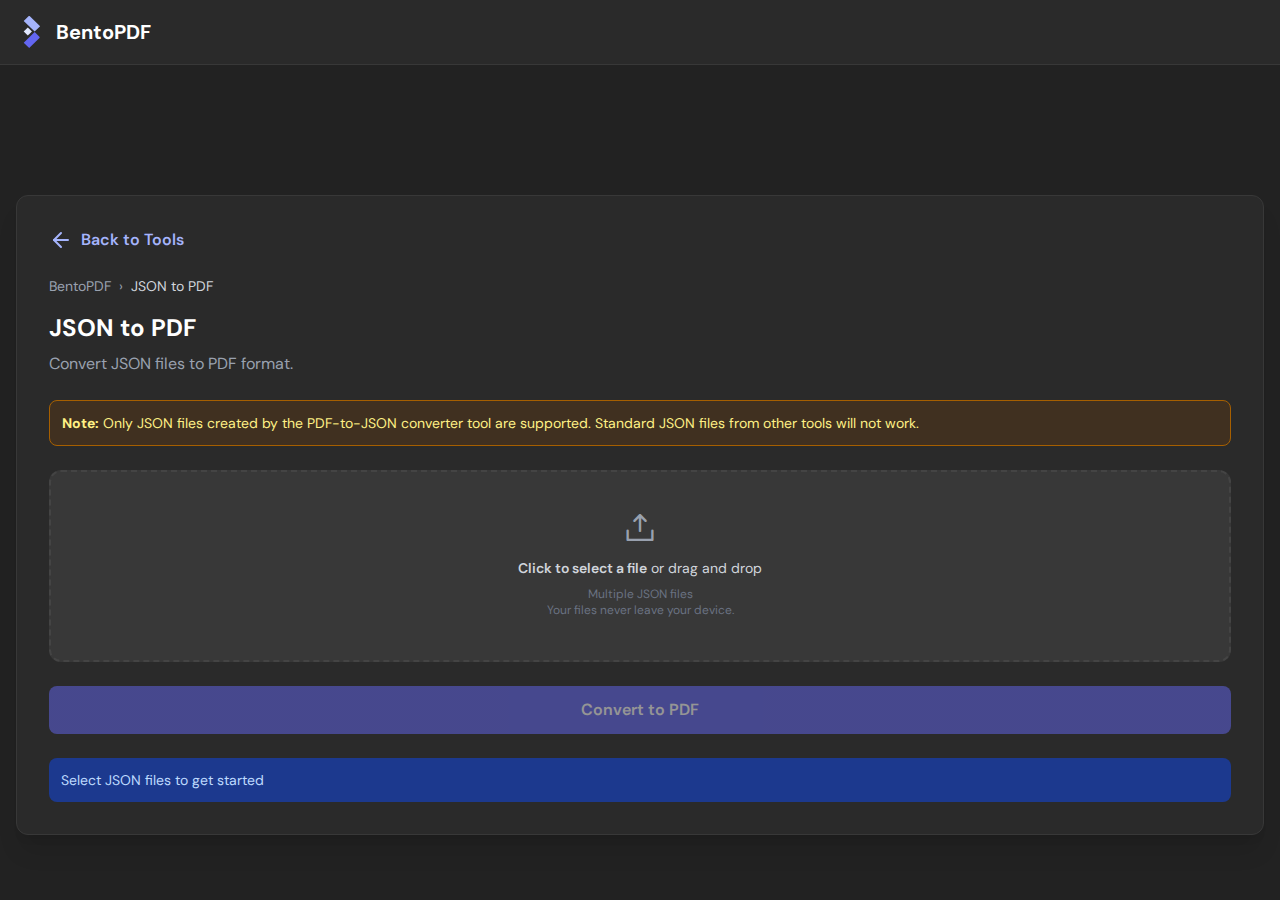 BentoPDF
Back to Tools
BentoPDF › JSON to PDF
JSON to PDF
Convert JSON files to PDF format.
Note: Only JSON files created by the PDF-to-JSON converter tool are supported. Standard JSON files from other tools will not work.
Click to select a file or drag and drop
Multiple JSON files
Your files never leave your device.
Convert to PDF
Select JSON files to get started